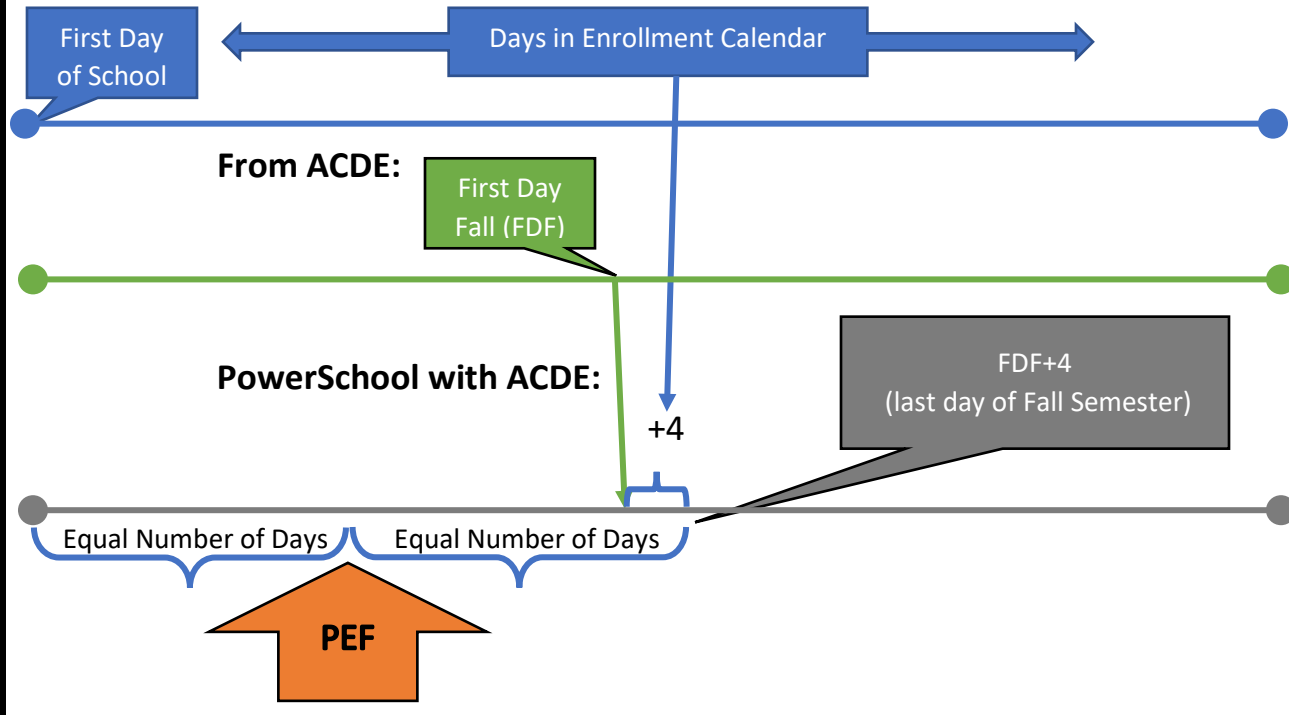 First Day
of School
Days in Enrollment Calendar
From ACDE:
First Day
Fall (FDF)
PowerSchool with ACDE:
FDF+4
(last day of Fall Semester)
+4
Equal Number of Days
Equal Number of Days
PEF